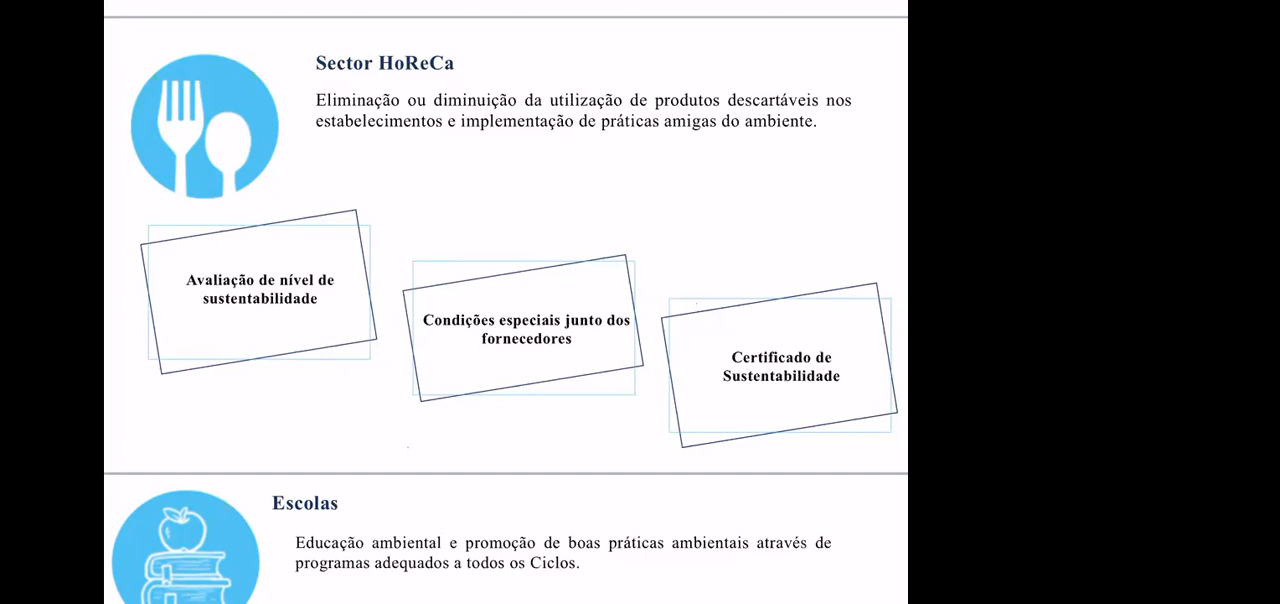 Sector HoReCa
Eliminação ou diminuição da utilização de produtos descartáveis nos
estabelecimentos e implementação de práticas amigas do ambiente.
Avaliação de nível de
sustentabilidade
Condições especiais junto dos
fornecedores
Certificado de
Sustentabilidade
Escolas
Educação ambiental e promoção de boas práticas ambientais através de
programas adequados a todos os Ciclos.